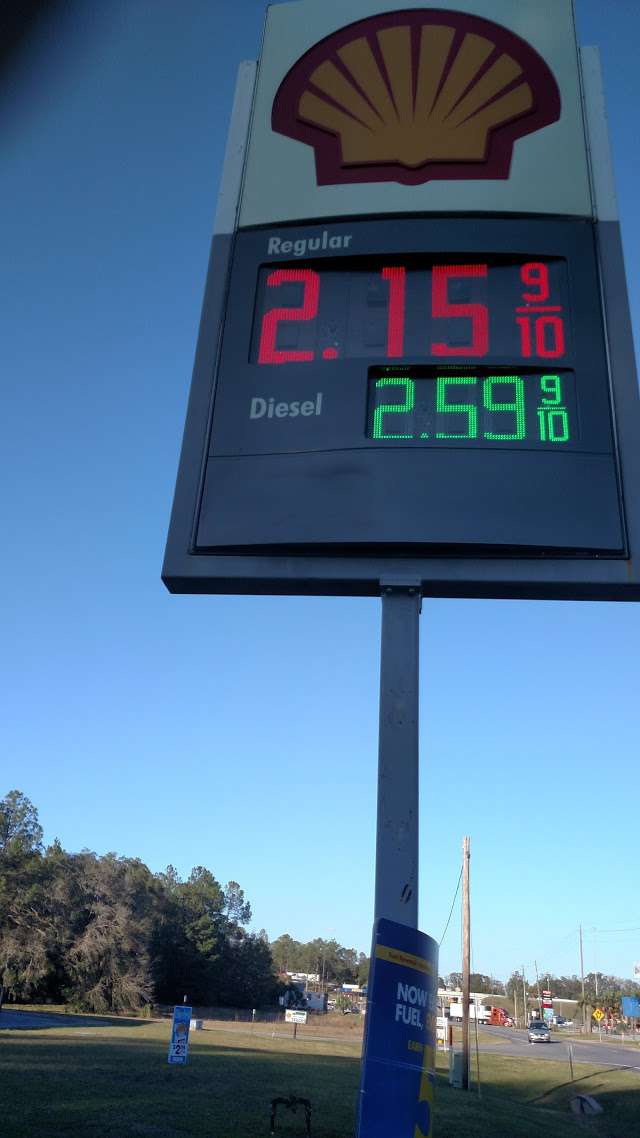 Regular
2.15 9/10
Diesel
2.59 9/10
NOW
FUEL,